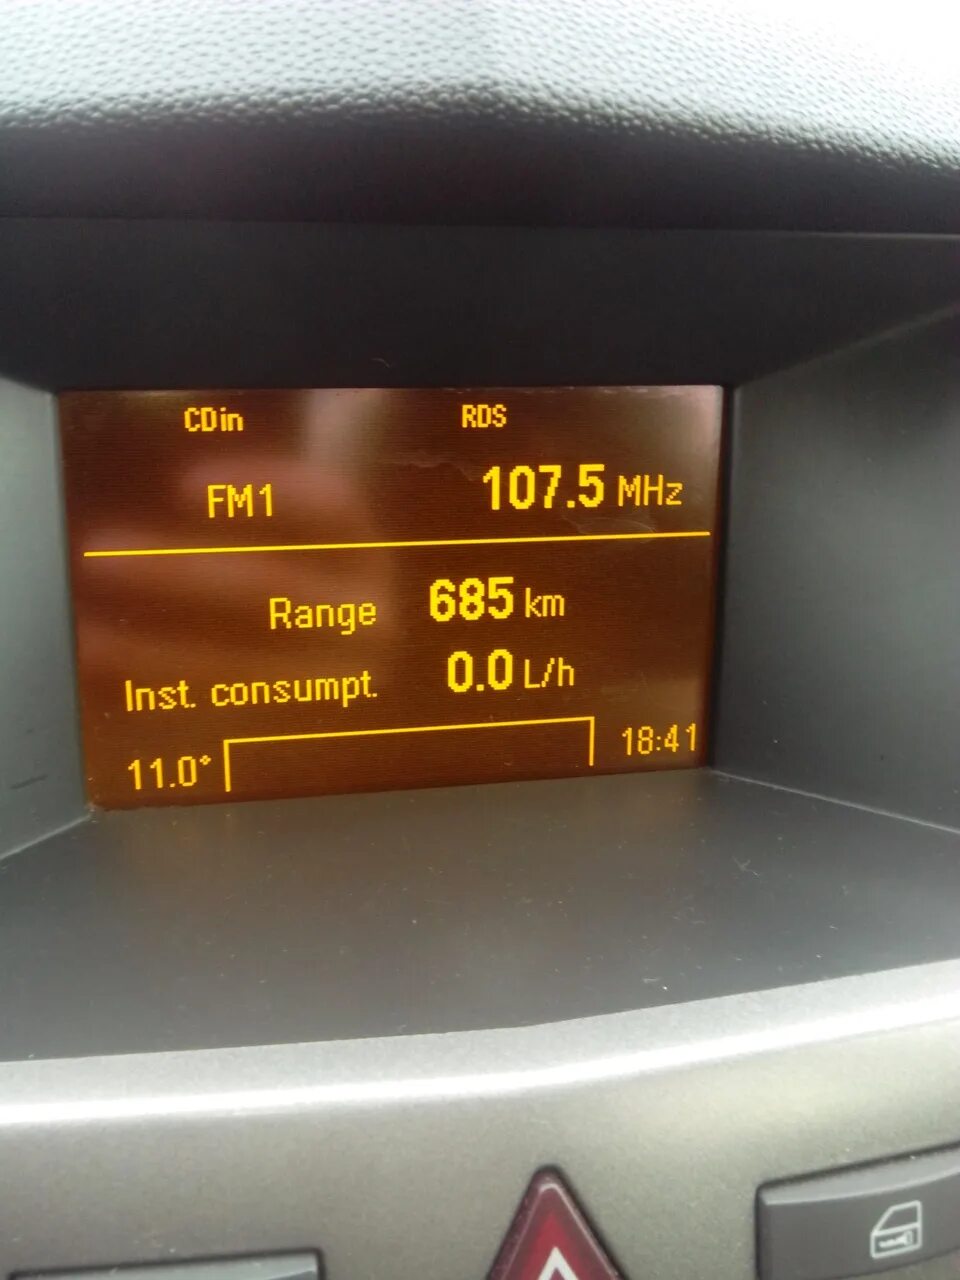 CDin RDS
FM1 107.5 MHz
Range 685 km
Inst. consumpt. 0.0 L/h
11.0° 18:41